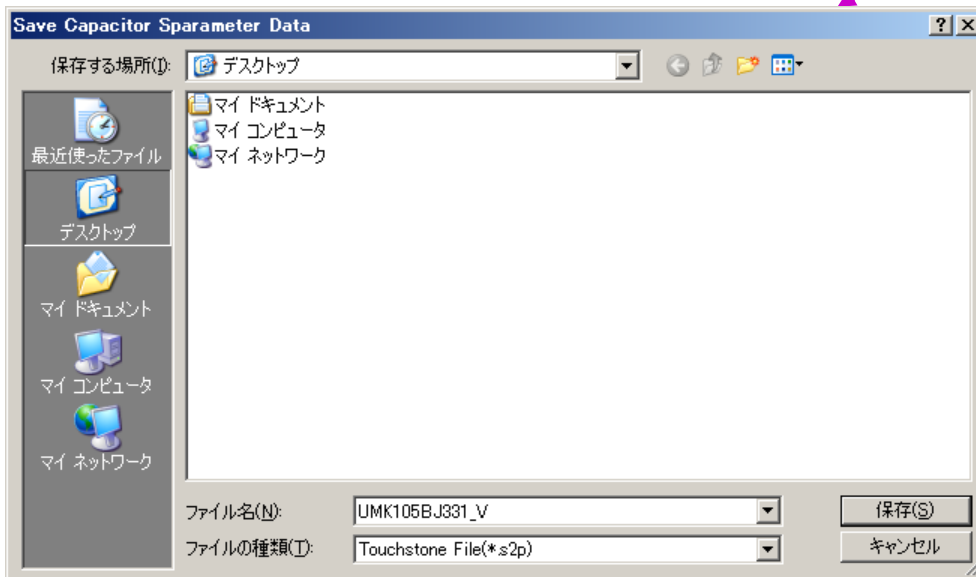 Save Capacitor Sparameter Data
保存する場所(I):
デスクトップ
最近使ったファイル
デスクトップ
マイ ドキュメント
マイ コンピュータ
マイ ネットワーク
マイ ドキュメント
マイ コンピュータ
マイ ネットワーク
ファイル名(N):
UMK105BJ331_V
保存(S)
ファイルの種類(T):
Touchstone File(*.s2p)
キャンセル